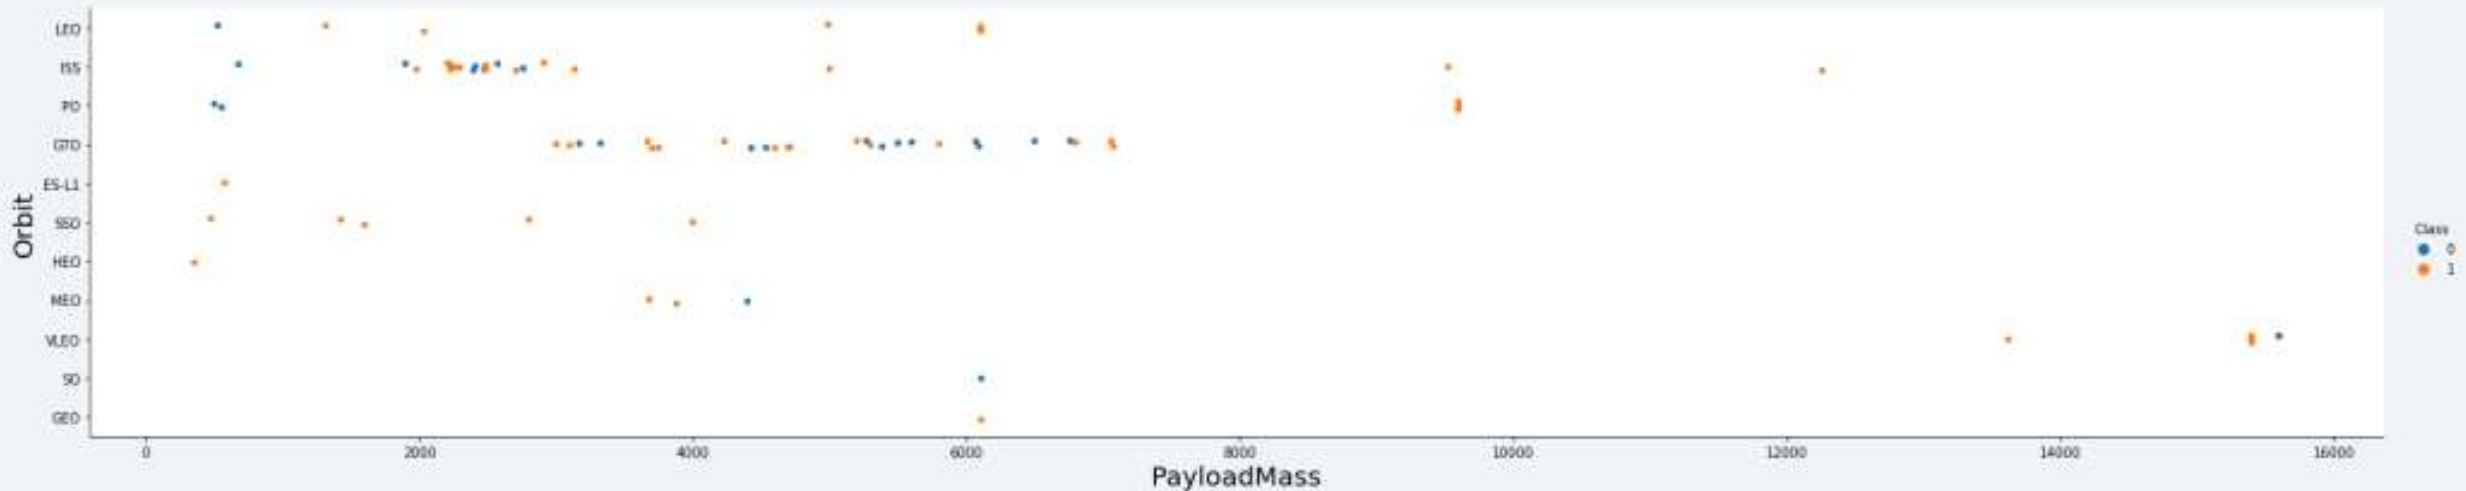 LEO
ISS
PO
GTO
ES-L1
SSO
HEO
MEO
VLEO
SO
GEO
Orbit
0 2000 4000 6000 8000 10000 12000 14000 16000
PayloadMass
Class
0
1